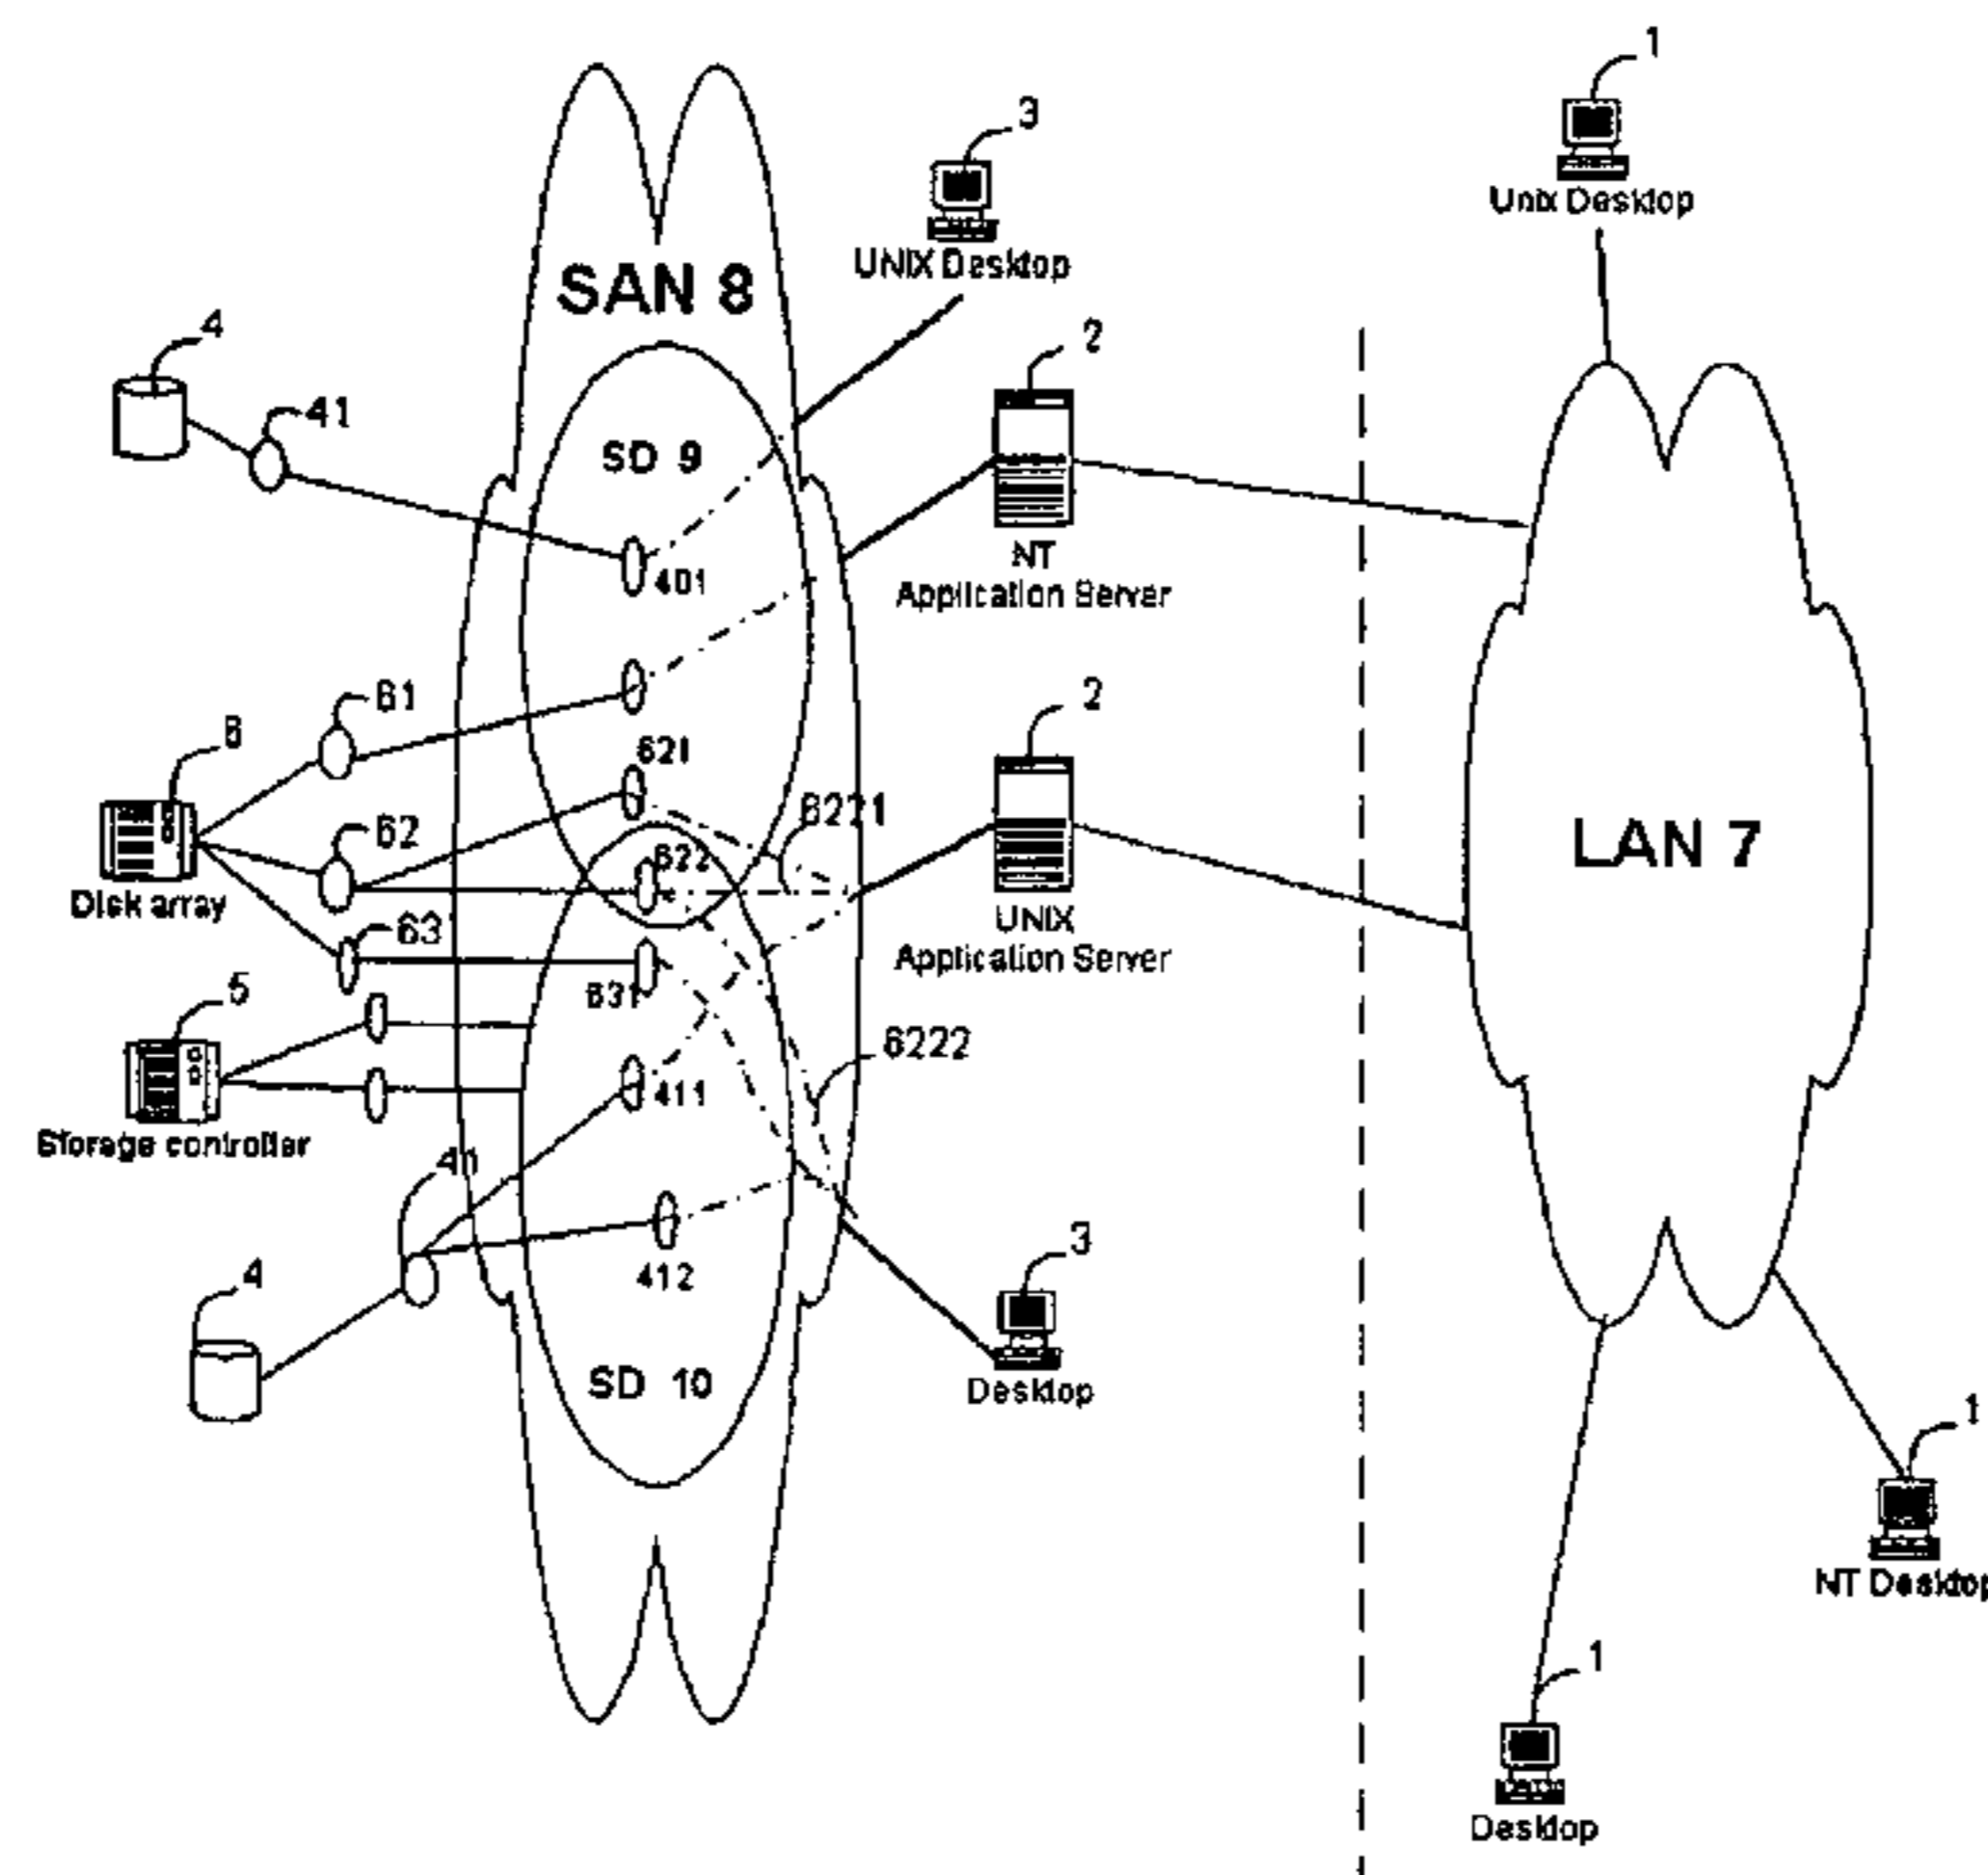 1
3
Unix Desktop
UNIX Desktop
SAN 8
4
2
41
SD 9
NT
Application Server
401
61
2
6
621
6221
62
622
LAN 7
Disk array
63
UNIX
Application Server
5
631
6222
411
Storage controller
41
3
412
4
SD 10
Desktop
1
NT Desktop
1
Desktop